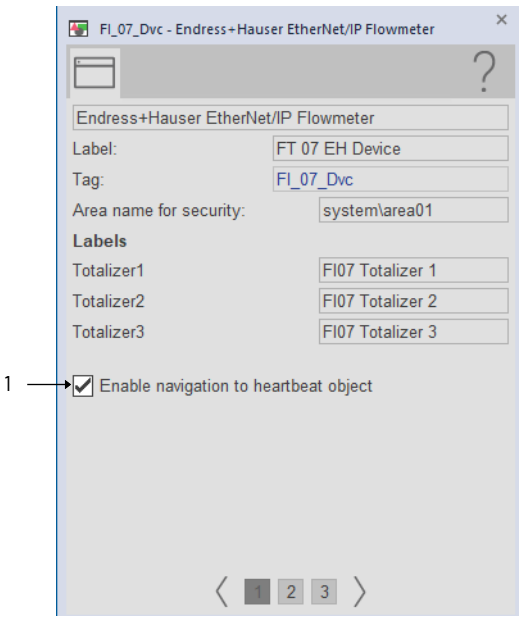 FI_07_Dvc - Endress+Hauser EtherNet/IP Flowmeter
Endress+Hauser EtherNet/IP Flowmeter
Label: FT 07 EH Device
Tag: FI_07_Dvc
Area name for security: system\area01
Labels
Totalizer1 FI07 Totalizer 1
Totalizer2 FI07 Totalizer 2
Totalizer3 FI07 Totalizer 3
1 Enable navigation to heartbeat object
1 2 3